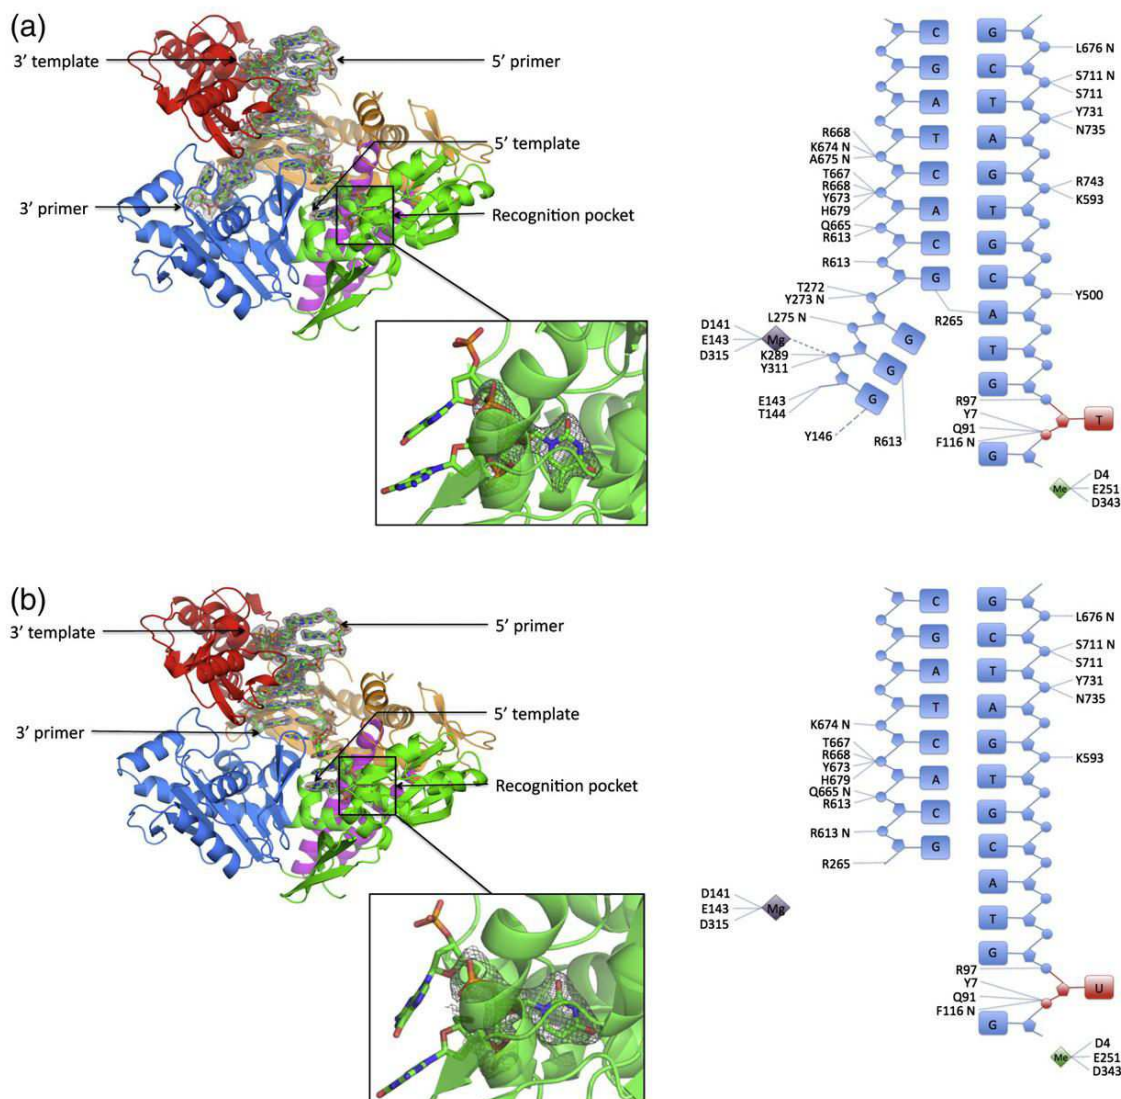 (a)
3’ template
5’ primer
5’ template
3’ primer
Recognition pocket
C G
G C
A T
T A
C G
A T
C G
G C
A
T
G
G
G
G
T
G
R668
K674 N
A675 N
T667
R668
Y673
H679
Q665
R613
R613
T272
Y273 N
L275 N
D141
E143
D315
Mg
K289
Y311
E143
T144
Y146
R613
R265
L676 N
S711 N
S711
Y731
N735
R743
K593
Y500
R97
Y7
Q91
F116 N
Me
D4
E251
D343
(b)
3’ template
5’ primer
5’ template
3’ primer
Recognition pocket
C G
G C
A T
T A
C G
A T
C G
G C
A
T
G
U
G
K674 N
T667
R668
Y673
H679
Q665 N
R613
R613 N
R265
D141
E143
D315
Mg
L676 N
S711 N
S711
Y731
N735
K593
R97
Y7
Q91
F116 N
Me
D4
E251
D343